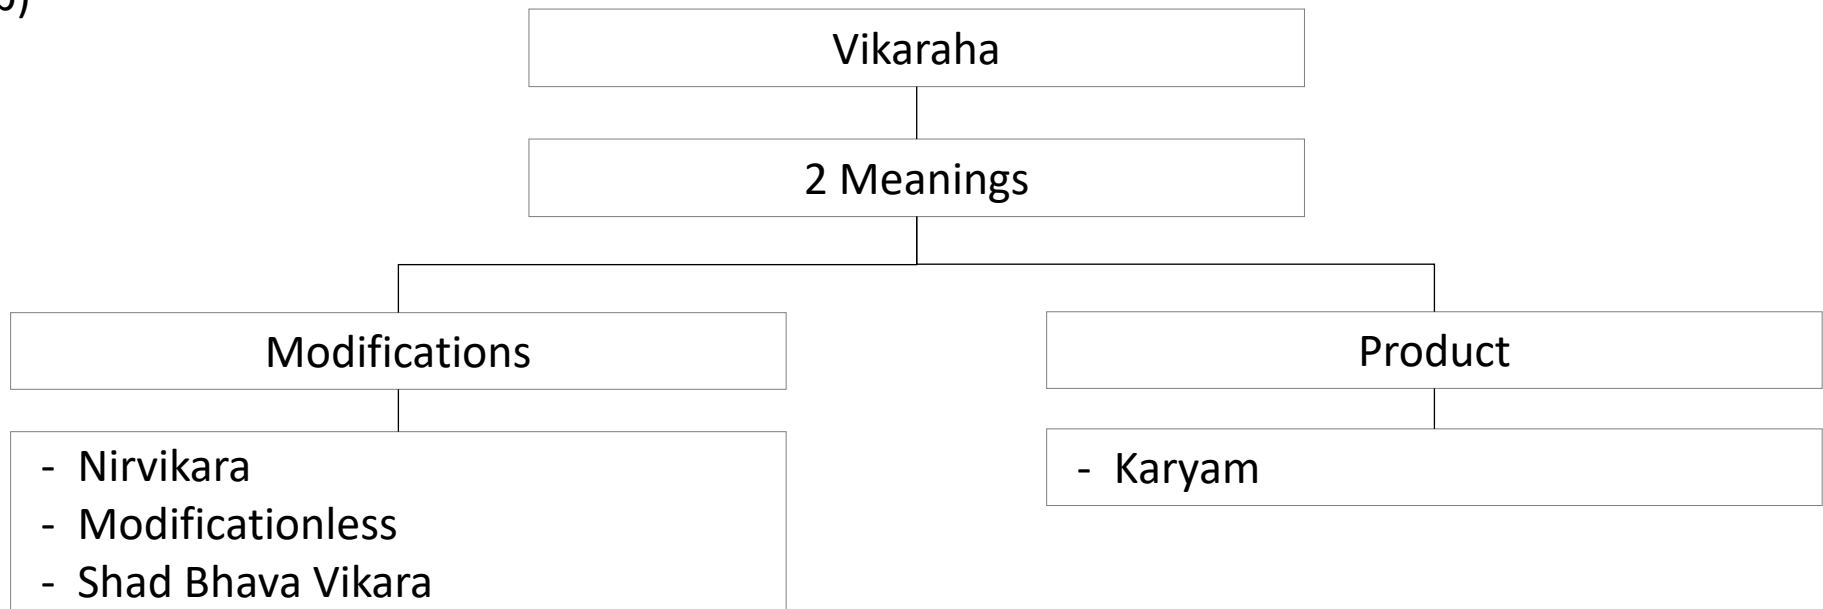 b)
Vikaraha
2 Meanings
Modifications
Product
- Nirvikara
- Modificationless
- Shad Bhava Vikara
- Karyam